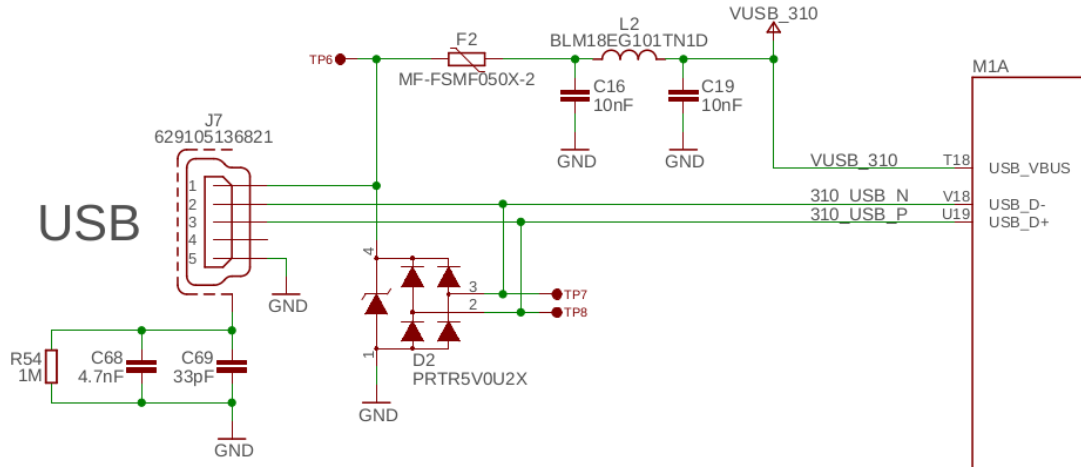 VUSB_310
L2
BLM18EG101TN1D
F2
MF-FSMF050X-2
TP6
C16
10nF
C19
10nF
GND
GND
M1A
J7
629105136821
USB
1
2
3
4
5
GND
VUSB_310
T18
USB_VBUS
310_USB_N
V18
USB_D-
310_USB_P
U19
USB_D+
4
3
2
1
TP7
TP8
D2
PRTR5V0U2X
GND
R54
1M
C68
4.7nF
C69
33pF
GND